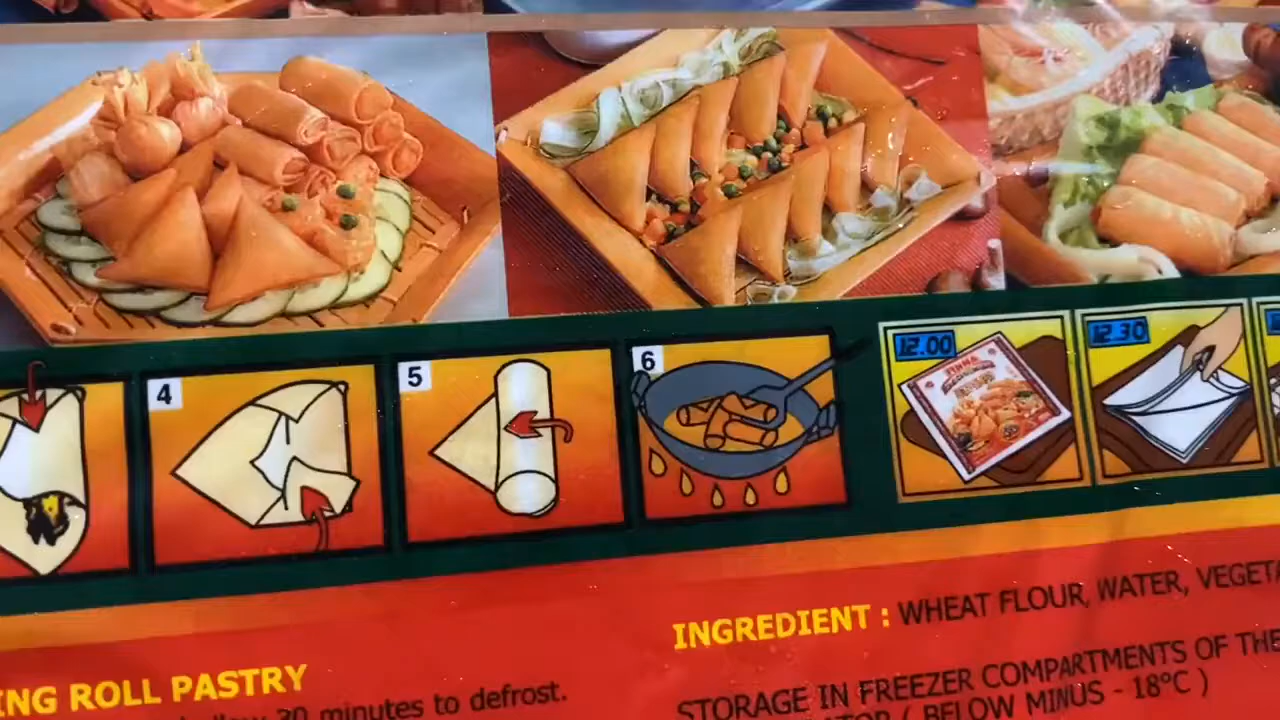 4
5
6
12.00
12.30
INGREDIENT : WHEAT FLOUR, WATER,
ING ROLL PASTRY
30 minutes to defrost.
STORAGE IN FREEZER COMPARTMENTS OF THE
( BELOW MINUS - 18°C )